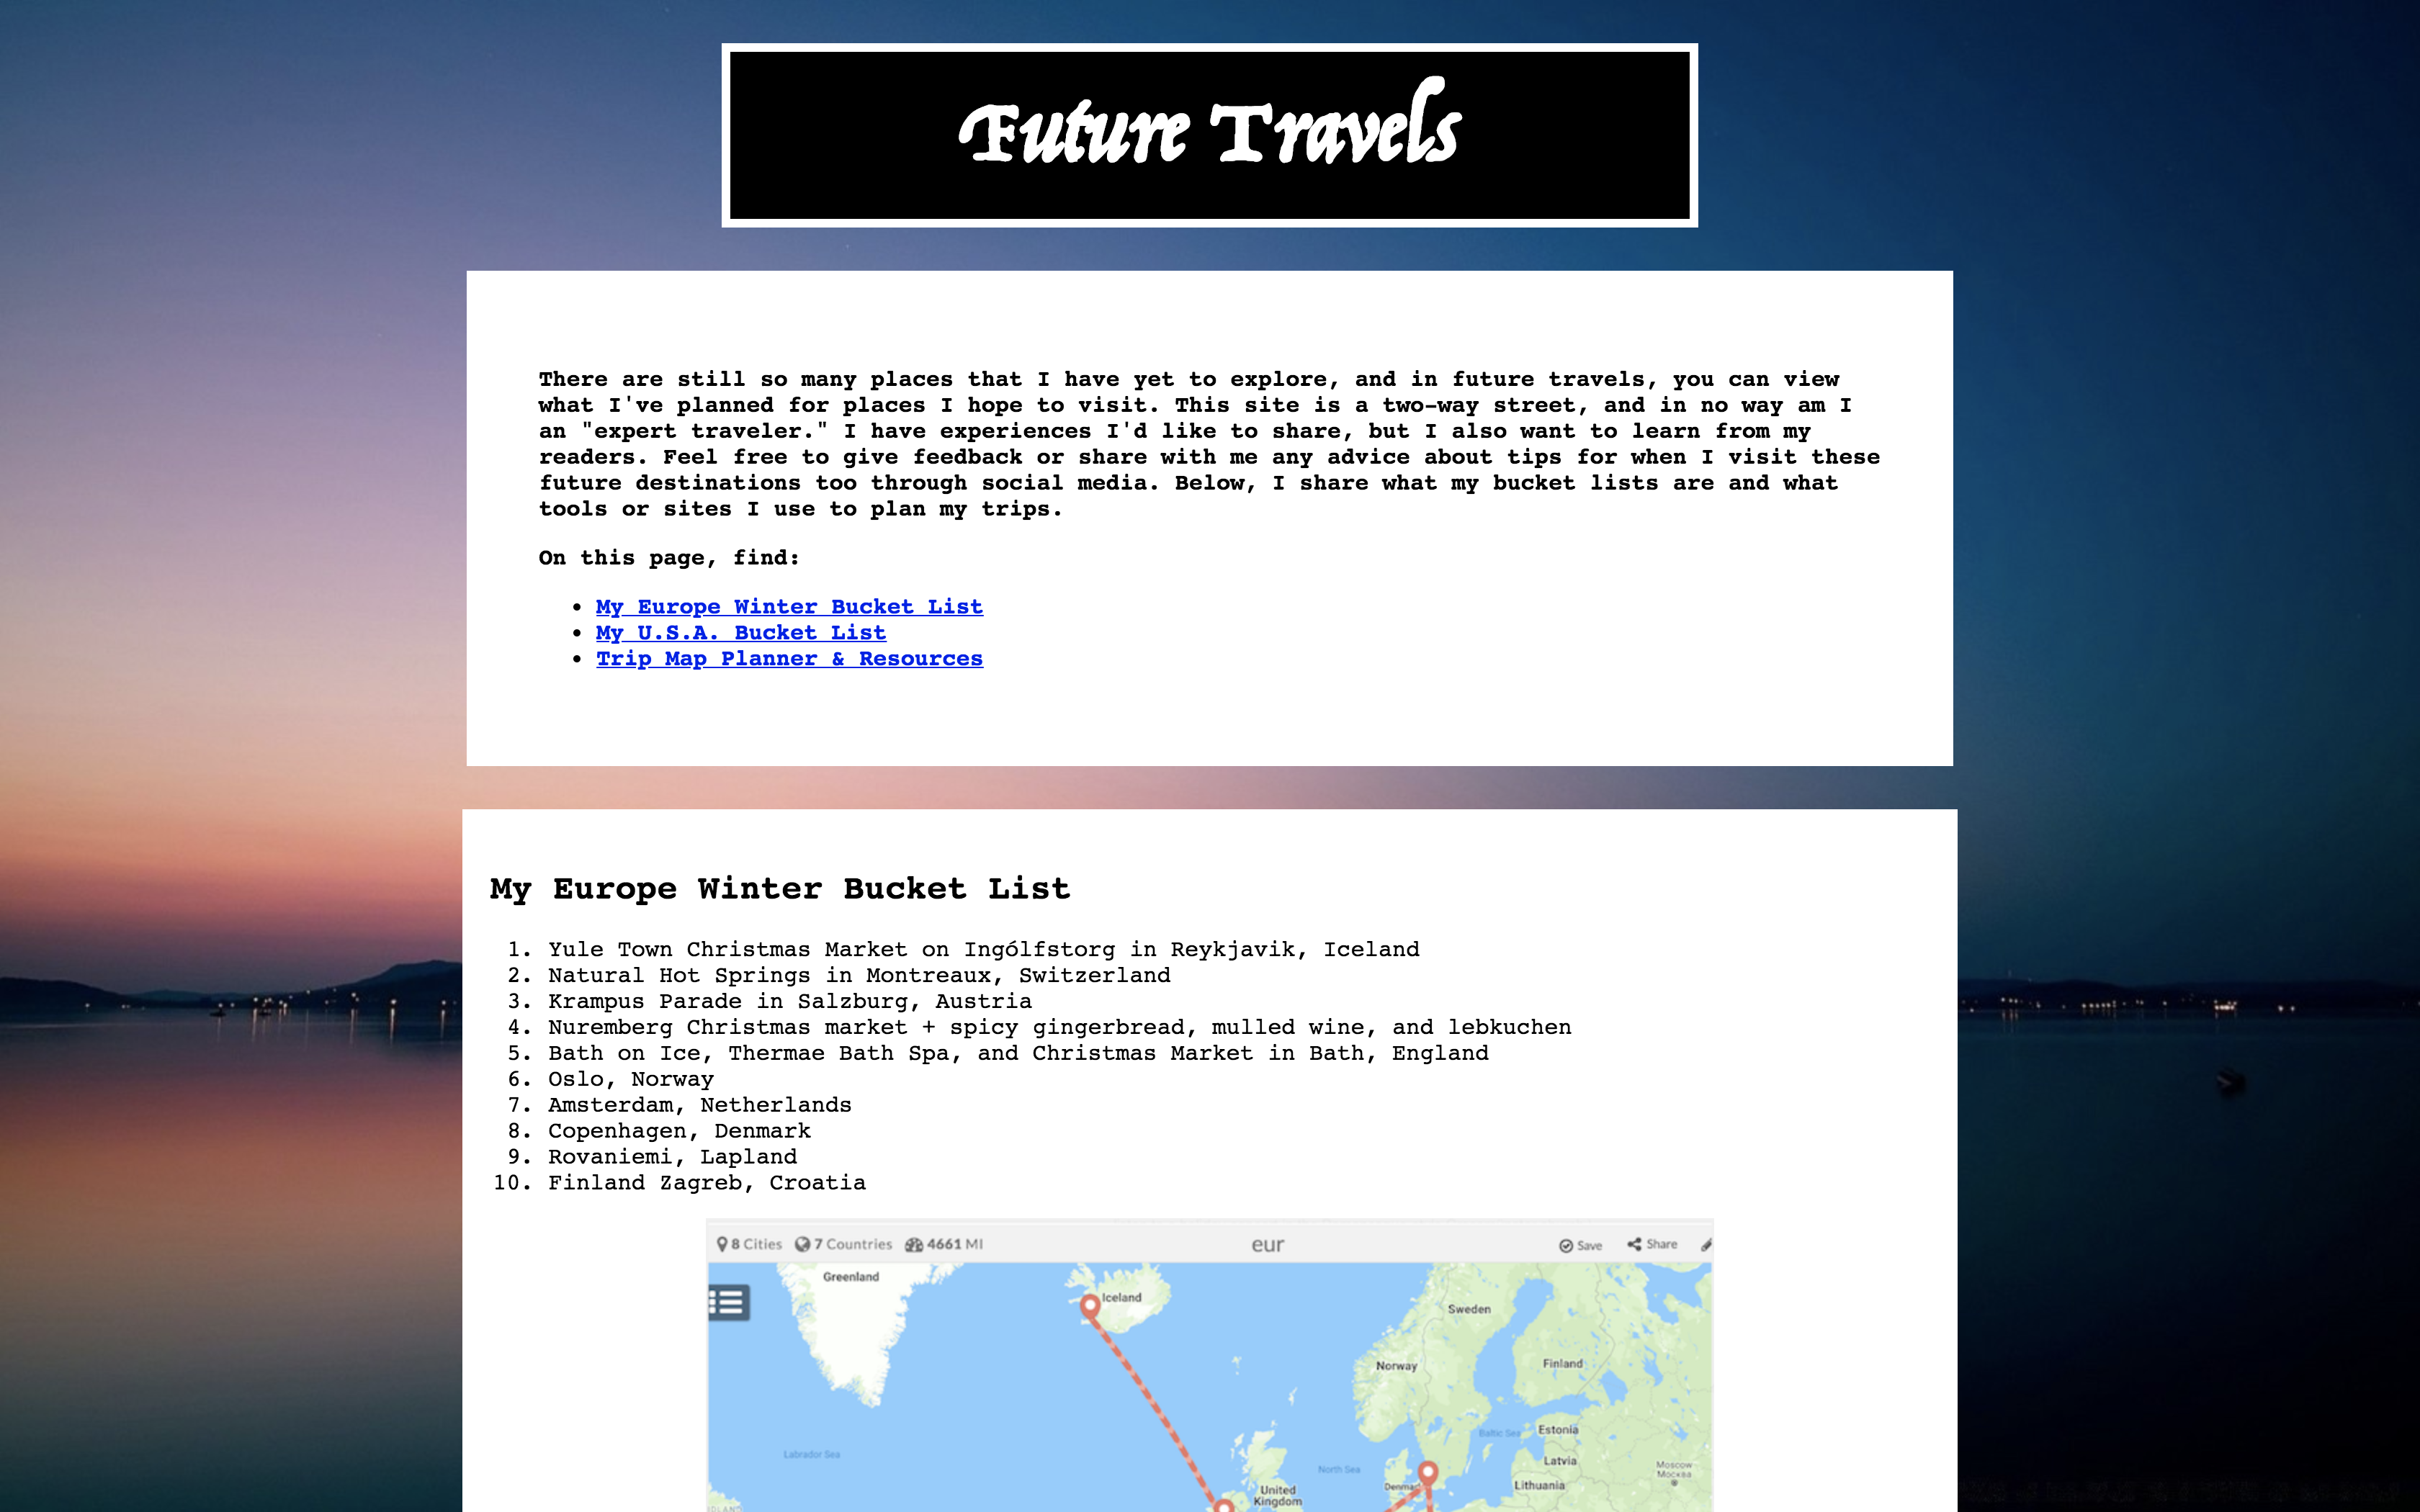 Future Travels
There are still so many places that I have yet to explore, and in future travels, you can view
what I've planned for places I hope to visit. This site is a two-way street, and in no way am I
an "expert traveler." I have experiences I'd like to share, but I also want to learn from my
readers. Feel free to give feedback or share with me any advice about tips for when I visit these
future destinations too through social media. Below, I share what my bucket lists are and what
tools or sites I use to plan my trips.
On this page, find:
• My Europe Winter Bucket List
• My U.S.A. Bucket List
• Trip Map Planner & Resources
My Europe Winter Bucket List
1. Yule Town Christmas Market on Ingólfstorg in Reykjavik, Iceland
2. Natural Hot Springs in Montreaux, Switzerland
3. Krampus Parade in Salzburg, Austria
4. Nuremberg Christmas market + spicy gingerbread, mulled wine, and lebkuchen
5. Bath on Ice, Thermae Bath Spa, and Christmas Market in Bath, England
6. Oslo, Norway
7. Amsterdam, Netherlands
8. Copenhagen, Denmark
9. Rovaniemi, Lapland
10. Finland Zagreb, Croatia
8 Cities 7 Countries 4661 MI eur Save Share
Greenland
Iceland
Sweden
Norway
Finland
Estonia
Baltic Sea
Labrador Sea
Latvia
North Sea
Moscow
Москва
Lithuania
United
Kingdom